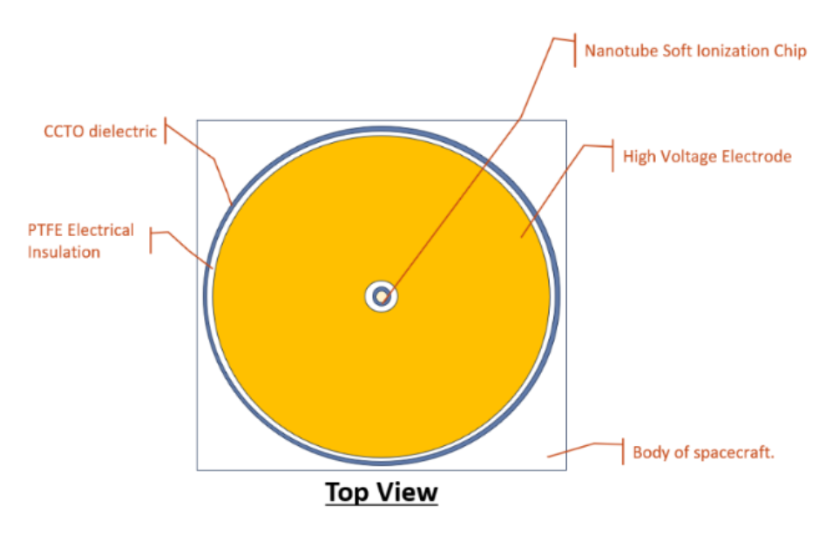 Nanotube Soft Ionization Chip
CCTO dielectric
High Voltage Electrode
PTFE Electrical
Insulation
Body of spacecraft.
Top View